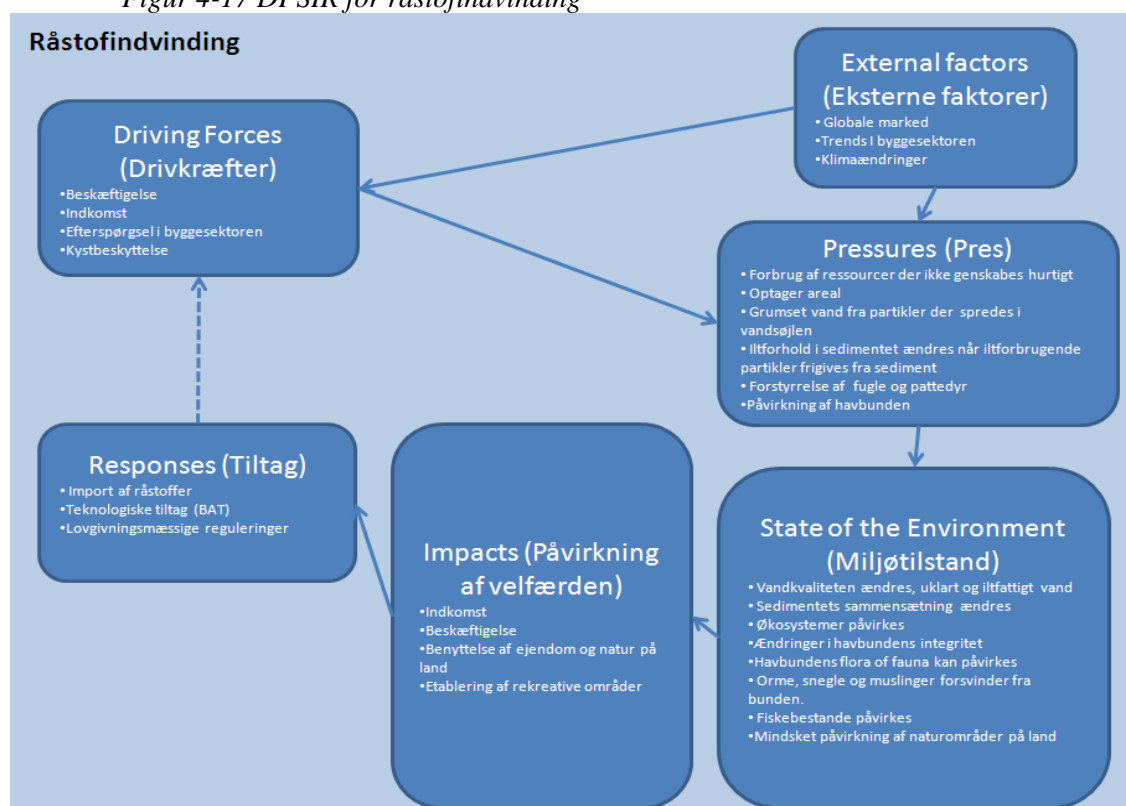 Figur 4-17 DPSIR for råstofindvinding
Råstofindvinding
External factors
(Eksterne faktorer)
• Globale marked
•Trends I byggesektoren
•Klimaændringer
Driving Forces
(Drivkræfter)
•Beskæftigelse
•Indkomst
•Efterspørgsel i byggesektoren
•Kystbeskyttelse
Pressures (Pres)
• Forbrug af ressourcer der ikke genskabes hurtigt
• Optager areal
• Grumset vand fra partikler der spredes i
vandsøjlen
• Iltforhold i sedimentet ændres når iltforbrugende
partikler frigives fra sediment
• Forstyrrelse af fugle og pattedyr
•Påvirkning af havbunden
Responses (Tiltag)
• Import af råstoffer
•Teknologiske tiltag (BAT)
•Lovgivningsmæssige reguleringer
Impacts (Påvirkning
af velfærden)
•Indkomst
•Beskæftigelse
•Benyttelse af ejendom og natur på
land
•Etablering af rekreative områder
State of the Environment
(Miljøtilstand)
• Vandkvaliteten ændres, uklart og iltfattigt vand
• Sedimentets sammensætning ændres
• Økosystemer påvirkes
•Ændringer i havbundens integritet
•Havbundens flora of fauna kan påvirkes
• Orme, snegle og muslinger forsvinder fra
bunden.
• Fiskebestande påvirkes
• Mindsket påvirkning af naturområder på land